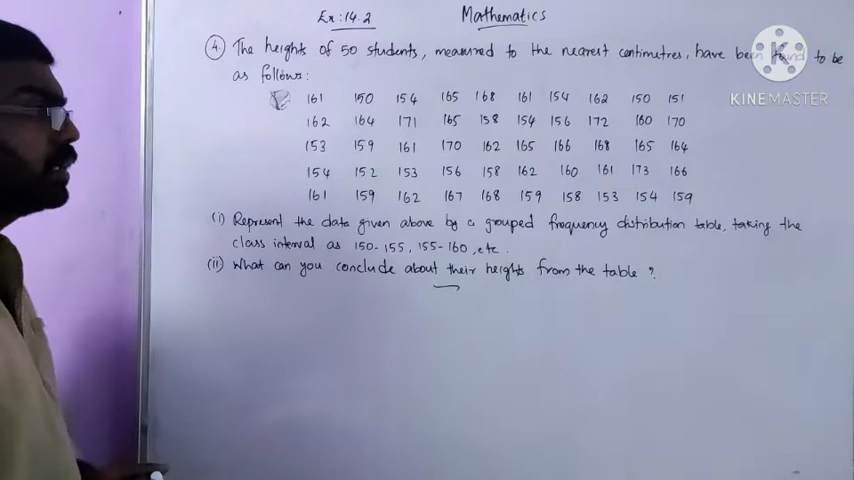 Ex: 14.2 Mathematics
4. The heights of 50 students, measured to the nearest centimetres, have been found to be
as follows:
161 150 154 165 168 161 154 162 150 151
162 164 171 165 158 154 156 172 160 170
153 159 161 170 162 165 166 168 165 164
154 152 153 156 158 162 160 161 173 166
161 159 162 167 168 159 158 153 154 159
(i) Represent the data given above by a grouped frequency distribution table, taking the
class interval as 150-155, 155-160, etc.
(ii) What can you conclude about their heights from the table?
KINEMASTER